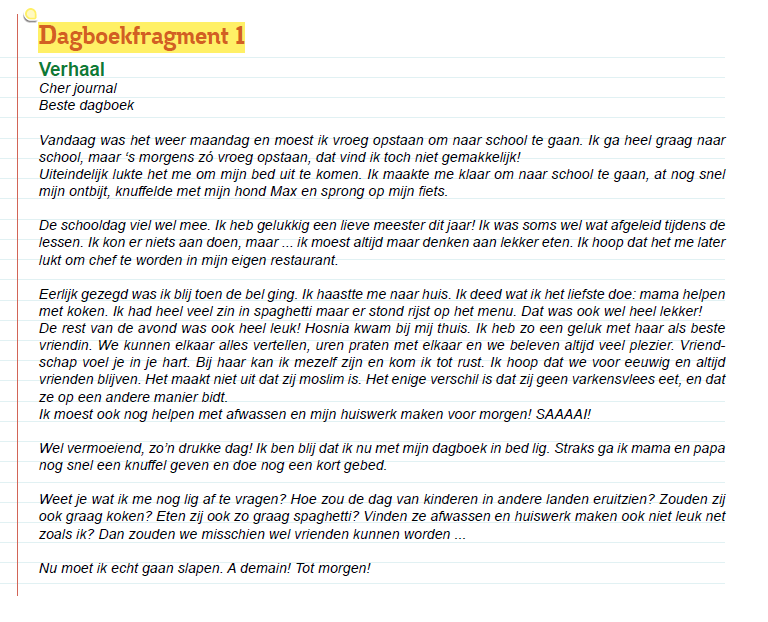 Dagboekfragment 1
Verhaal
Cher journal
Beste dagboek
Vandaag was het weer maandag en moest ik vroeg opstaan om naar school te gaan. Ik ga heel graag naar
school, maar ‘s morgens zó vroeg opstaan, dat vind ik toch niet gemakkelijk!
Uiteindelijk lukte het me om mijn bed uit te komen. Ik maakte me klaar om naar school te gaan, at nog snel
mijn ontbijt, knuffelde met mijn hond Max en sprong op mijn fiets.
De schooldag viel wel mee. Ik heb gelukkig een lieve meester dit jaar! Ik was soms wel wat afgeleid tijdens de
lessen. Ik kon er niets aan doen, maar ... ik moest altijd maar denken aan lekker eten. Ik hoop dat het me later
lukt om chef te worden in mijn eigen restaurant.
Eerlijk gezegd was ik blij toen de bel ging. Ik haastte me naar huis. Ik deed wat ik het liefste doe: mama helpen
met koken. Ik had heel veel zin in spaghetti maar er stond rijst op het menu. Dat was ook wel heel lekker!
De rest van de avond was ook heel leuk! Hosnia kwam bij mij thuis. Ik heb zo een geluk met haar als beste
vriendin. We kunnen elkaar alles vertellen, uren praten met elkaar en we beleven altijd veel plezier. Vriend-
schap voel je in je hart. Bij haar kan ik mezelf zijn en kom ik tot rust. Ik hoop dat we voor eeuwig en altijd
vrienden blijven. Het maakt niet uit dat zij moslim is. Het enige verschil is dat zij geen varkensvlees eet, en dat
ze op een andere manier bidt.
Ik moest ook nog helpen met afwassen en mijn huiswerk maken voor morgen! SAAAAI!
Wel vermoeiend, zo’n drukke dag! Ik ben blij dat ik nu met mijn dagboek in bed lig. Straks ga ik mama en papa
nog snel een knuffel geven en doe nog een kort gebed.
Weet je wat ik me nog lig af te vragen? Hoe zou de dag van kinderen in andere landen eruitzien? Zouden zij
ook graag koken? Eten zij ook zo graag spaghetti? Vinden ze afwassen en huiswerk maken ook niet leuk net
zoals ik? Dan zouden we misschien wel vrienden kunnen worden ...
Nu moet ik echt gaan slapen. A demain! Tot morgen!